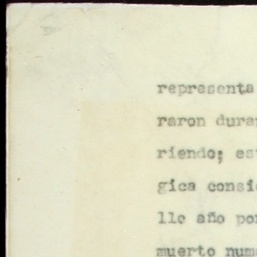 representa
raron dura
riendo; es
gica consi
llo año po
muerto num